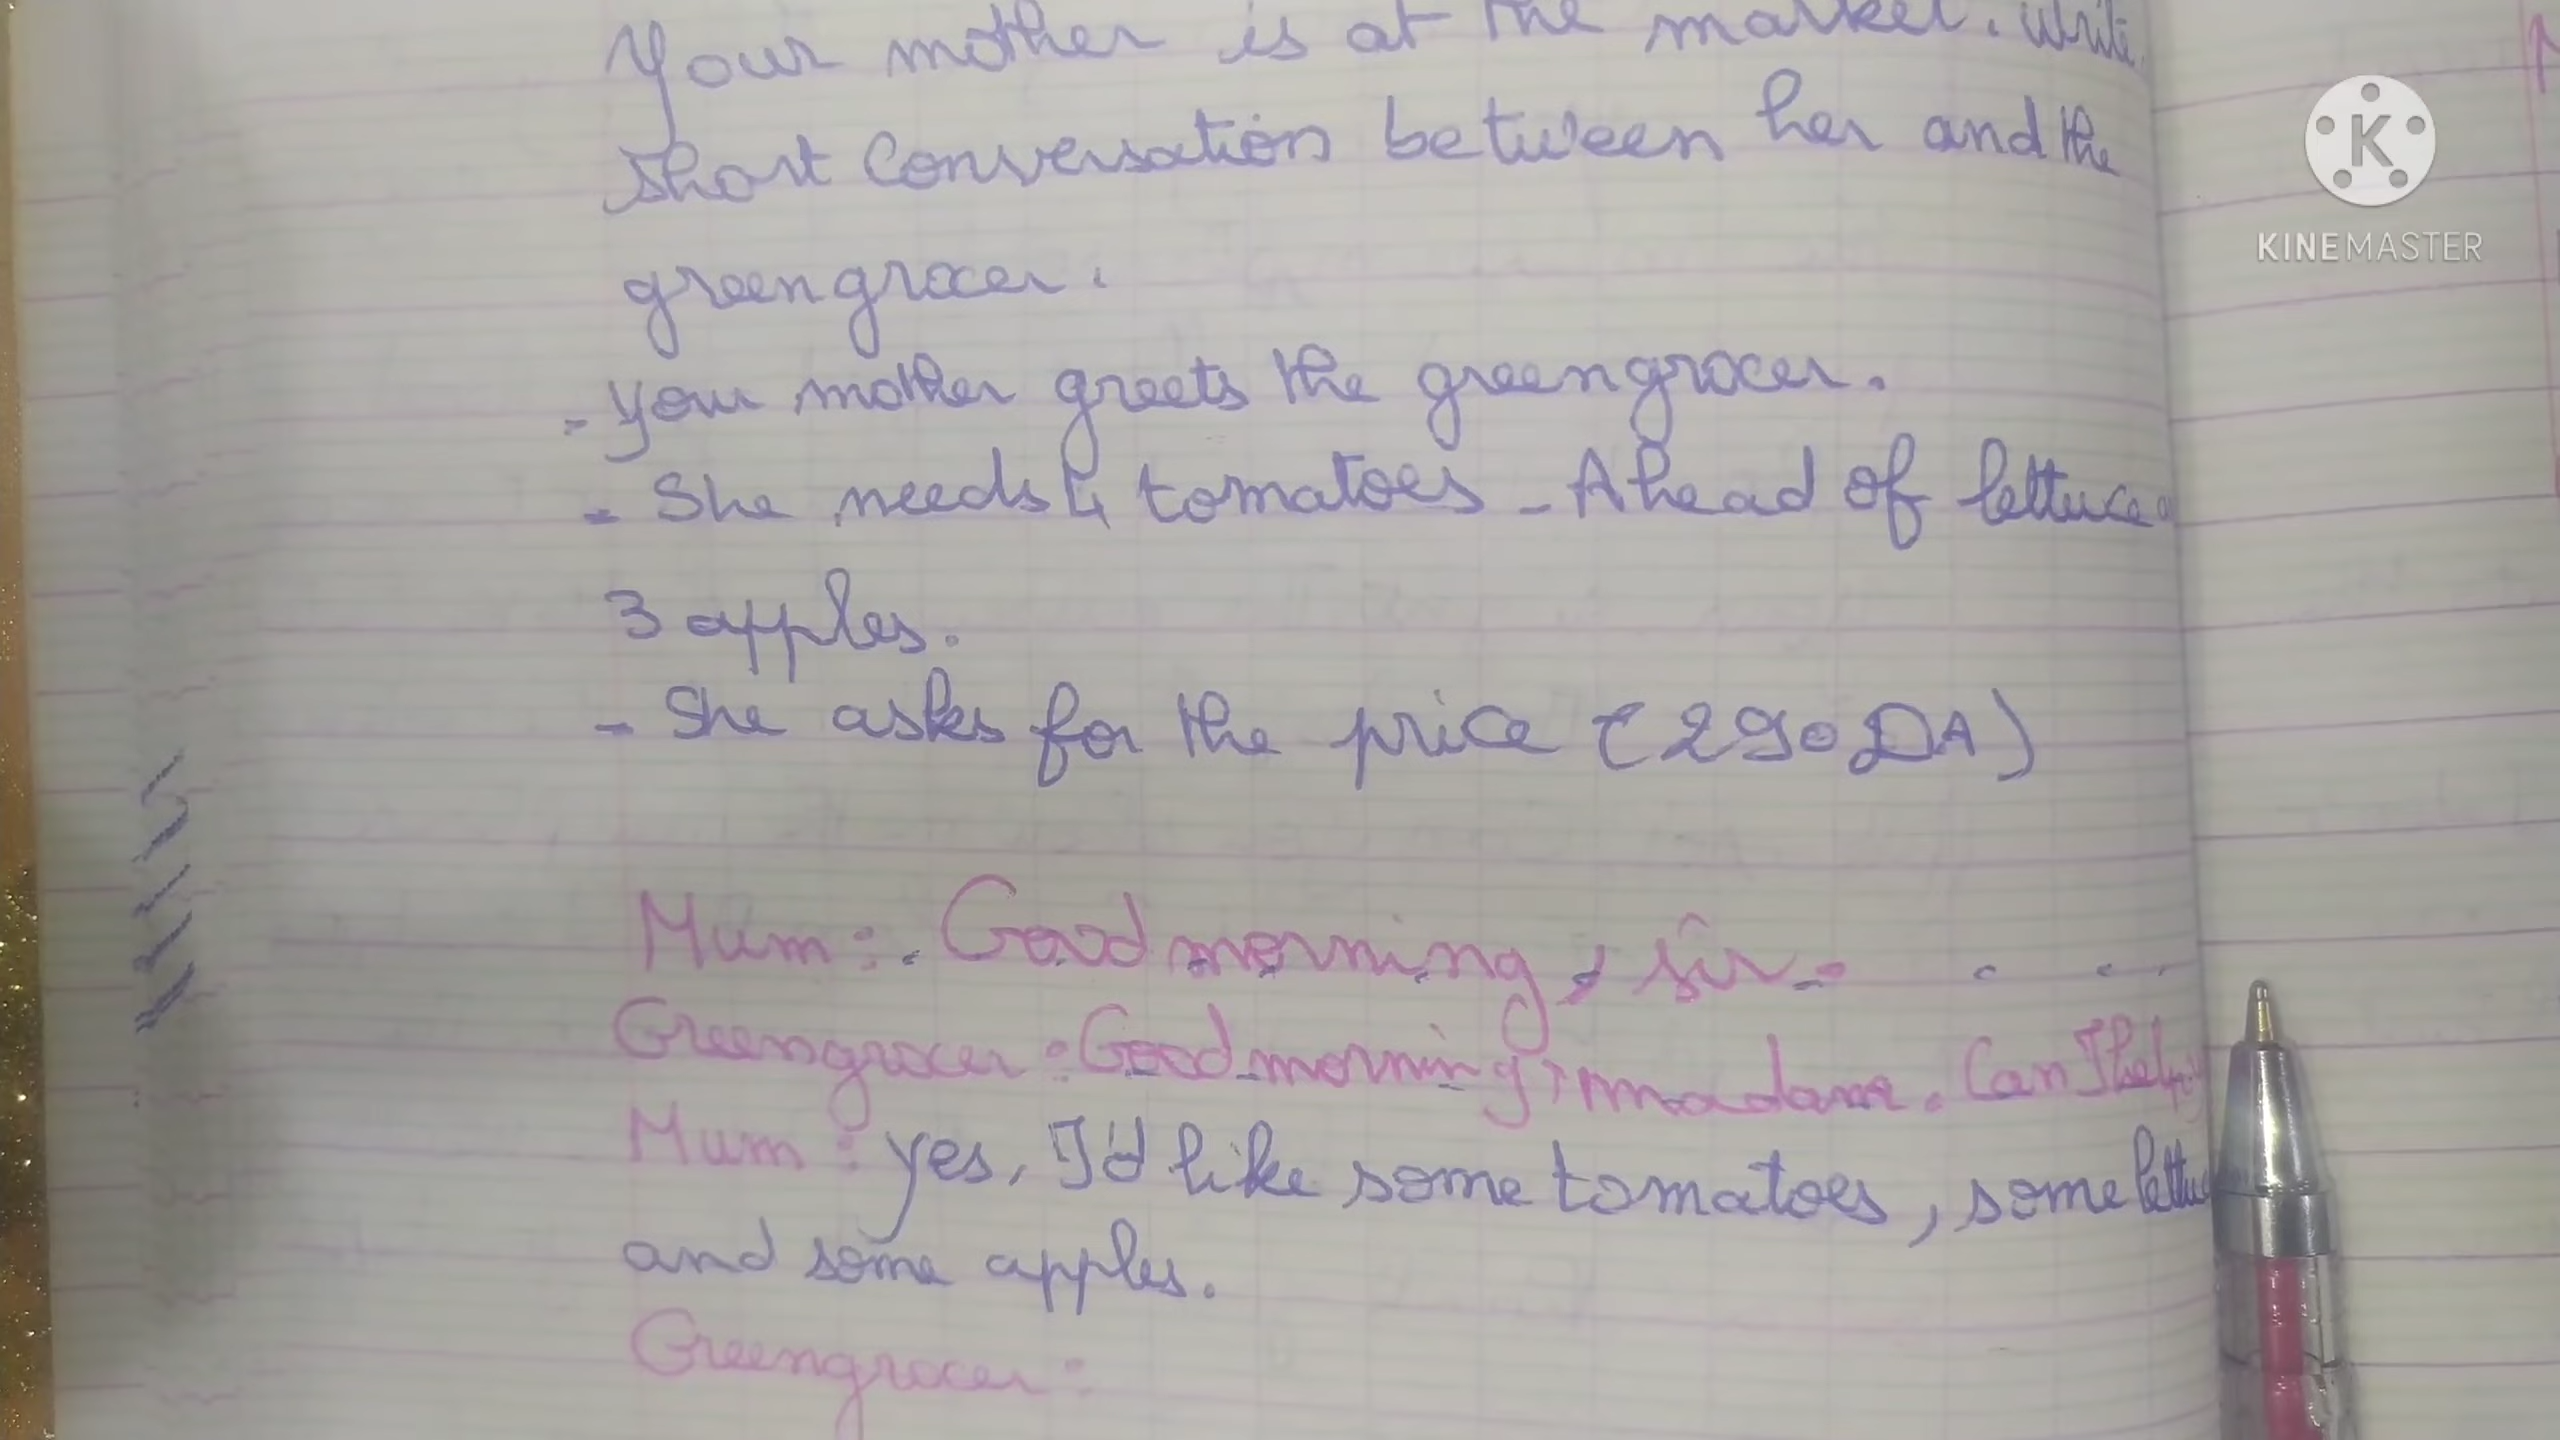 Your mother is at the market. Write
short Conversation between her and the
greengrocer.
- your mother greets the greengrocer.
- She needs 4 tomatoes - A head of lettuce
3 apples.
- She asks for the price (290DA)
Mum: Good morning, sir.
Greengrocer: Good morning, madam. Can I help
Mum: yes, I'd like some tomatoes, some
and some apples.
Greengrocer:
K
KINEMASTER